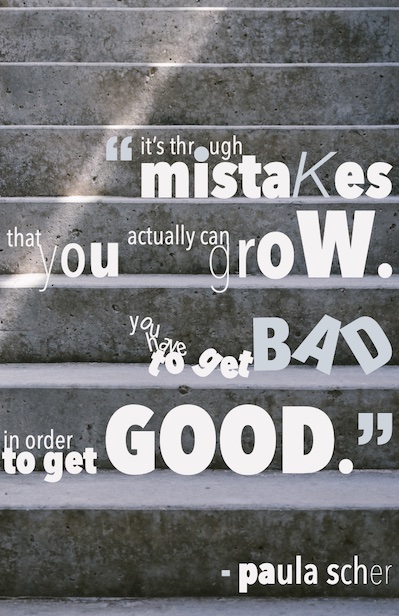 “it's through
mistaKes
that you actually can groW.
you have to get BAD
in order
to get GOOD.”
- paula scher